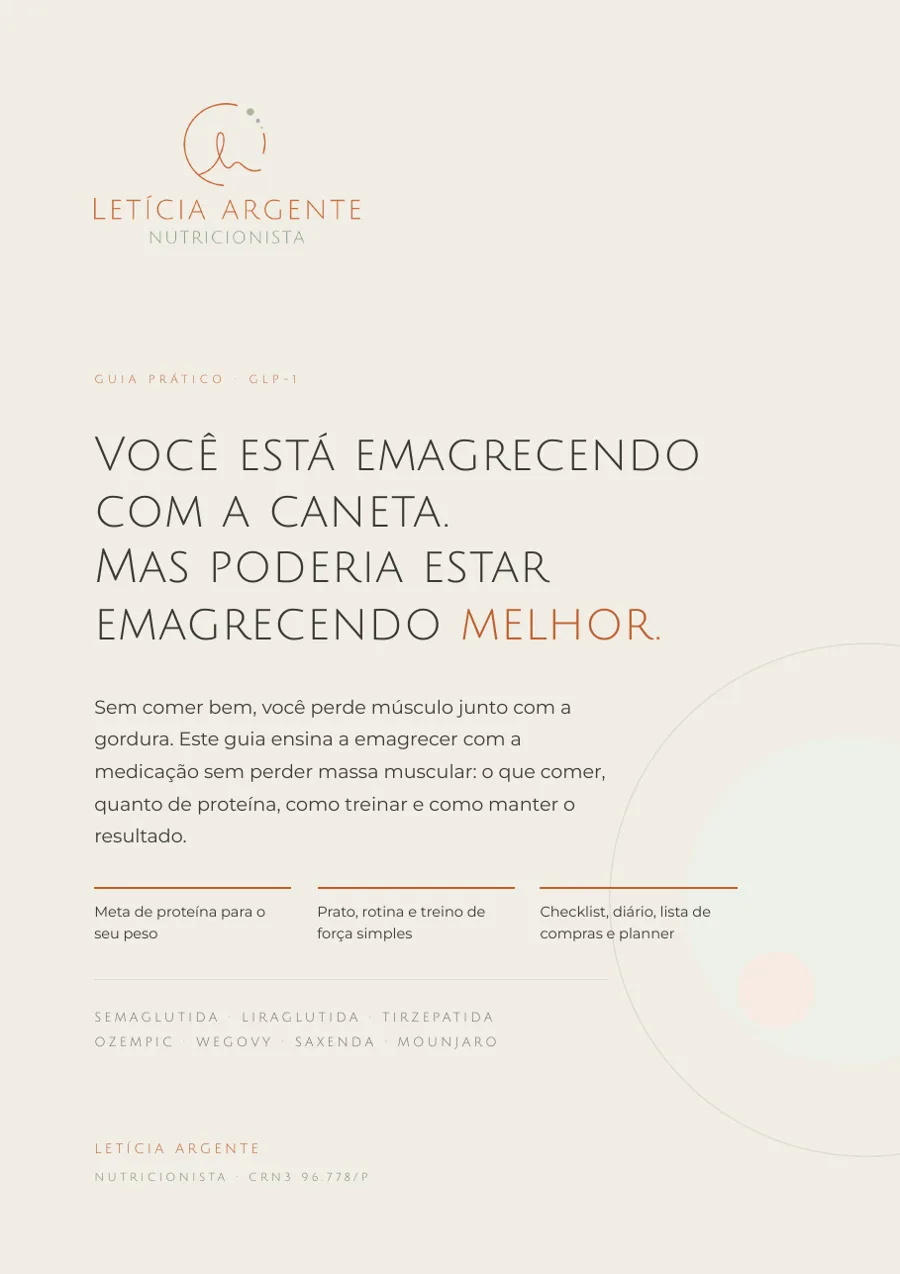 LETÍCIA ARGENTE
NUTRICIONISTA
GUIA PRÁTICO · GLP-1
VOCÊ ESTÁ EMAGRECENDO
COM A CANETA.
MAS PODERIA ESTAR
EMAGRECENDO MELHOR.
Sem comer bem, você perde músculo junto com a
gordura. Este guia ensina a emagrecer com a
medicação sem perder massa muscular: o que comer,
quanto de proteína, como treinar e como manter o
resultado.
Meta de proteína para o
seu peso
Prato, rotina e treino de
força simples
Checklist, diário, lista de
compras e planner
SEMAGLUTIDA · LIRAGLUTIDA · TIRZEPATIDA
OZEMPIC · WEGOVY · SAXENDA · MOUNJARO
LETÍCIA ARGENTE
NUTRICIONISTA · CRN3 96.778/P